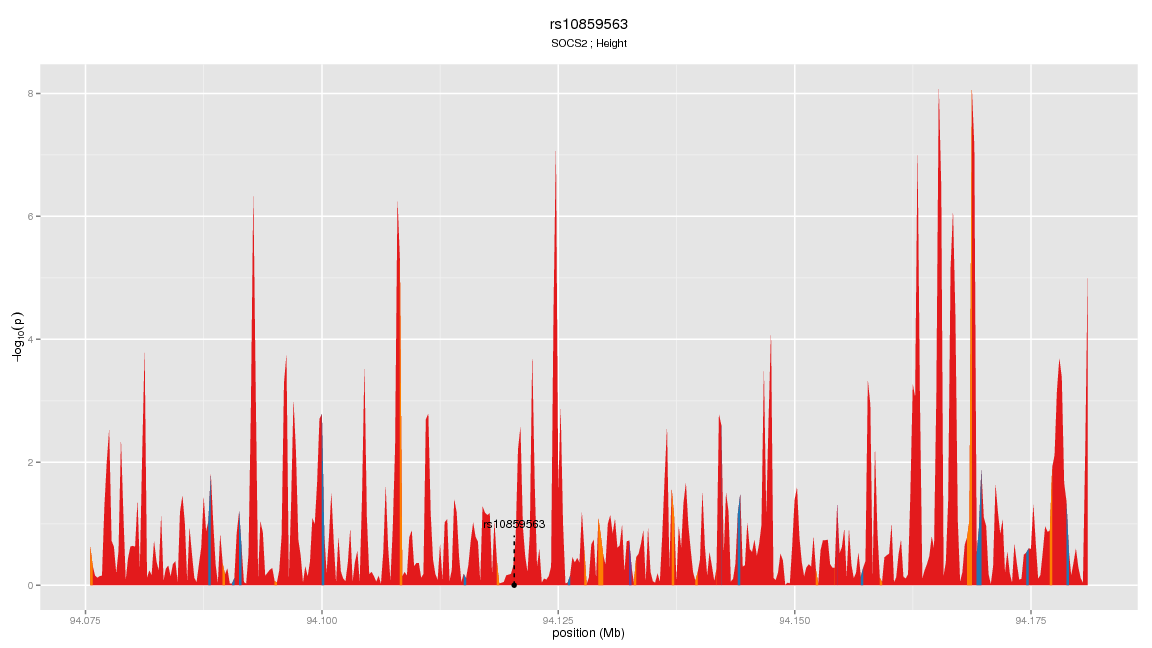 rs10859563
SOCS2 ; Height
8
6
4
2
0
−log10(p)
rs10859563
94.075
94.100
94.125
94.150
94.175
position (Mb)